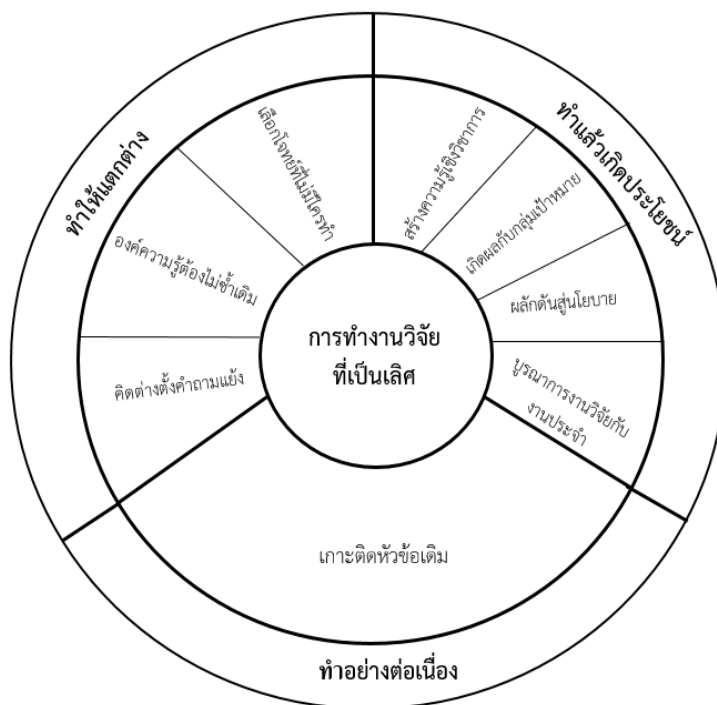 ทำให้แตกต่าง
เลือกโจทย์ที่ไม่มีใครทำ
องค์ความรู้ต้องไม่ซ้ำเดิม
คิดต่างตั้งคำถามแย้ง
ทำแล้วเกิดประโยชน์
สร้างความรู้เชิงวิชาการ
เกิดผลกับกลุ่มเป้าหมาย
ผลักดันสู่นโยบาย
บูรณาการงานวิจัยกับ
งานประจำ
การทำงานวิจัย
ที่เป็นเลิศ
เกาะติดหัวข้อเดิม
ทำอย่างต่อเนื่อง